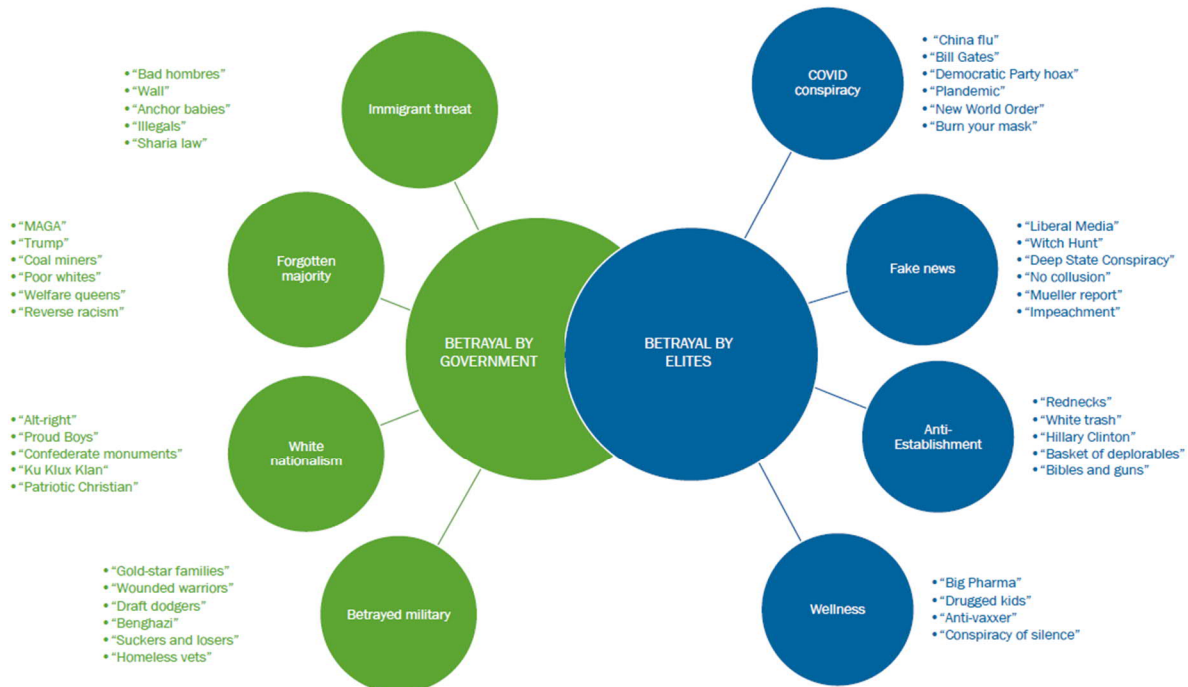 • “Bad hombres”
• “Wall”
• “Anchor babies”
• “Illegals”
• “Sharia law”
Immigrant threat
COVID
conspiracy
• “China flu”
• “Bill Gates”
• “Democratic Party hoax”
• “Plandemic”
• “New World Order”
• “Burn your mask”
• “MAGA”
• “Trump”
• “Coal miners”
• “Poor whites”
• “Welfare queens”
• “Reverse racism”
Forgotten
majority
Fake news
• “Liberal Media”
• “Witch Hunt”
• “Deep State Conspiracy”
• “No collusion”
• “Mueller report”
• “Impeachment”
BETRAYAL BY
GOVERNMENT
BETRAYAL BY
ELITES
• “Alt-right”
• “Proud Boys”
• “Confederate monuments”
• “Ku Klux Klan“
• “Patriotic Christian”
White
nationalism
Anti-
Establishment
• “Rednecks”
• “White trash”
• “Hillary Clinton”
• “Basket of deplorables”
• “Bibles and guns”
• “Gold-star families”
• “Wounded warriors”
• “Draft dodgers”
• “Benghazi”
• “Suckers and losers”
• “Homeless vets”
Betrayed military
Wellness
• “Big Pharma”
• “Drugged kids”
• “Anti-vaxxer”
• “Conspiracy of silence”